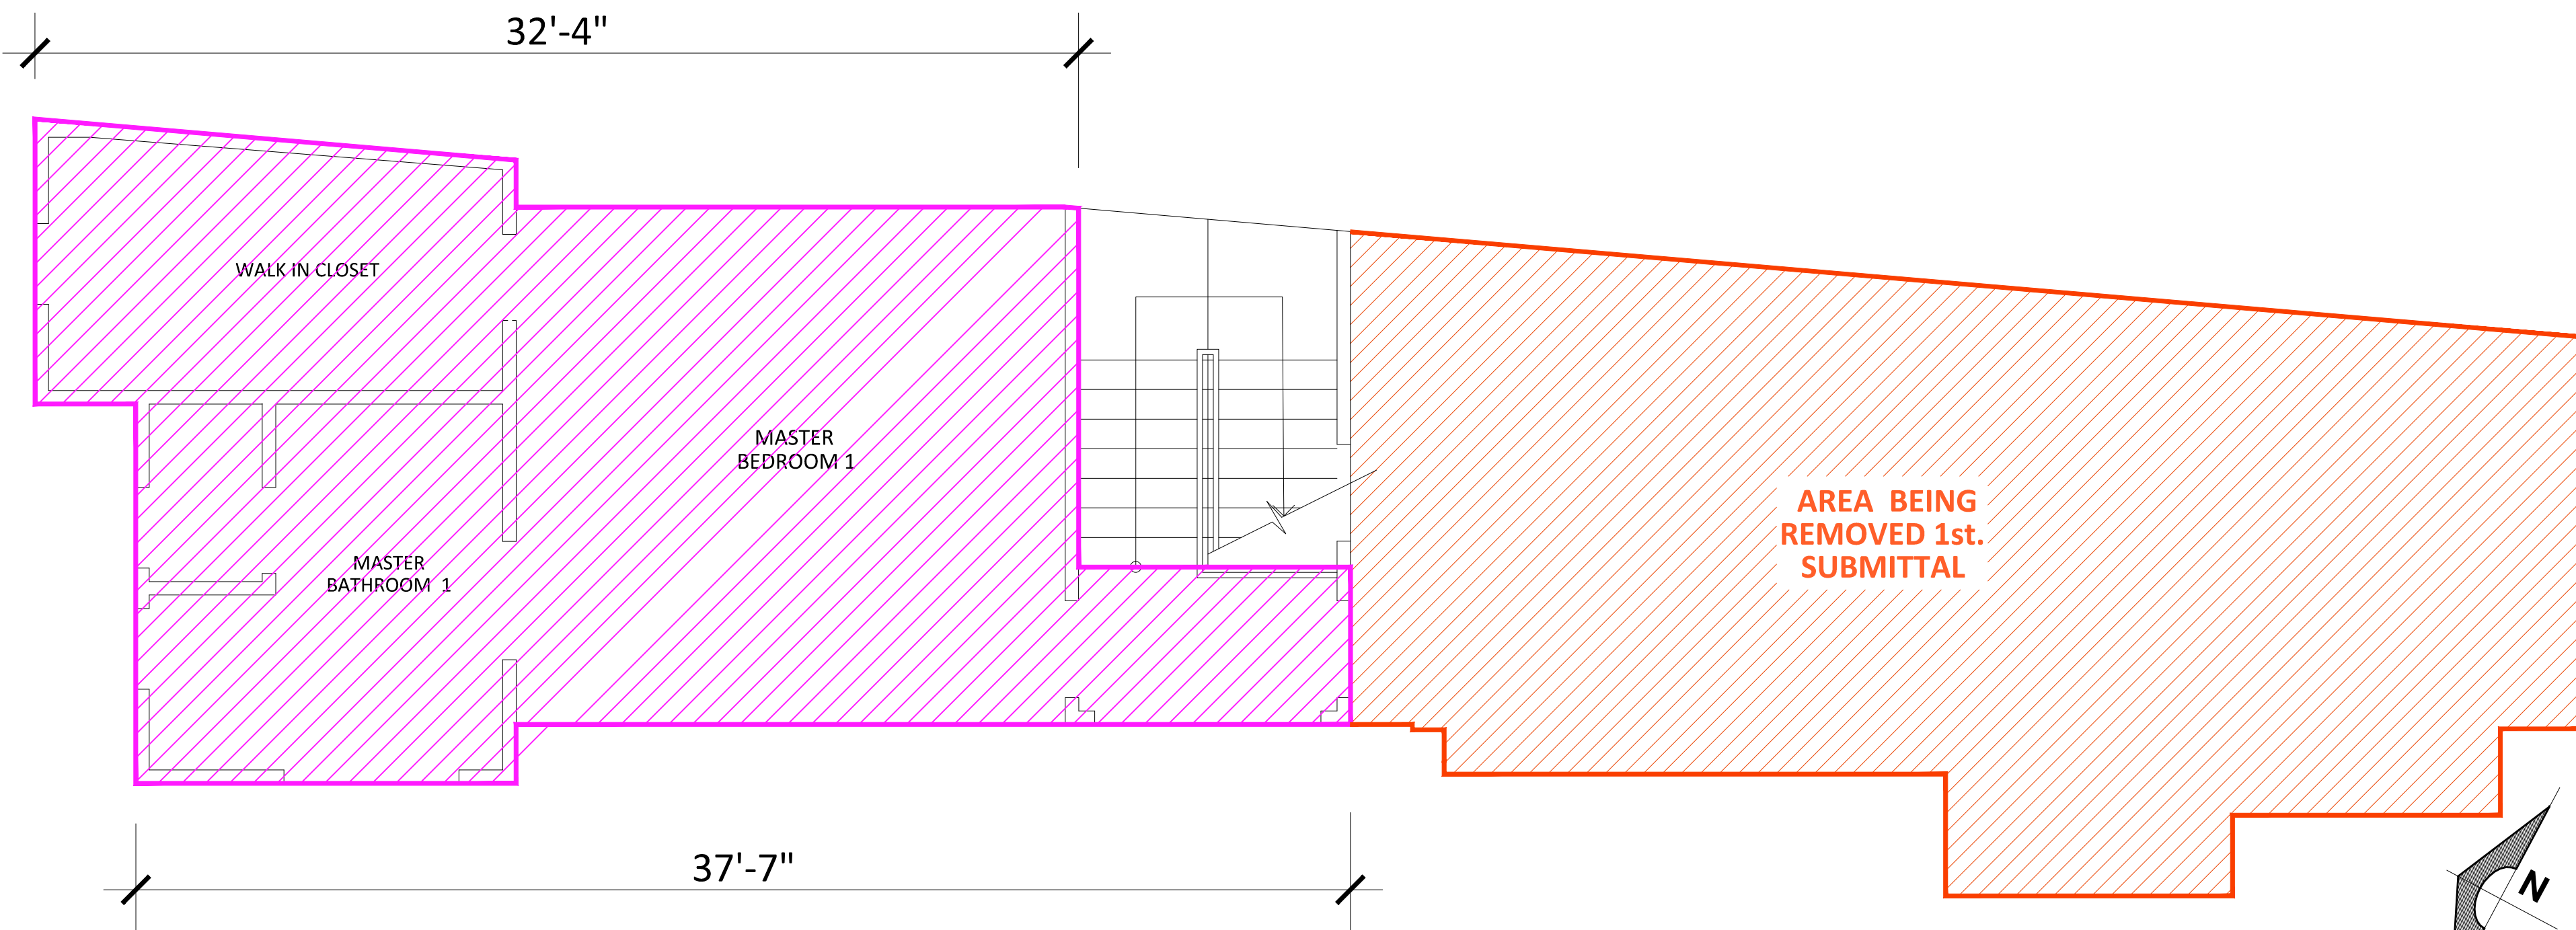 32'-4"
WALK IN CLOSET
MASTER
BEDROOM 1
AREA BEING
REMOVED 1st.
SUBMITTAL
MASTER
BATHROOM 1
37'-7"
N